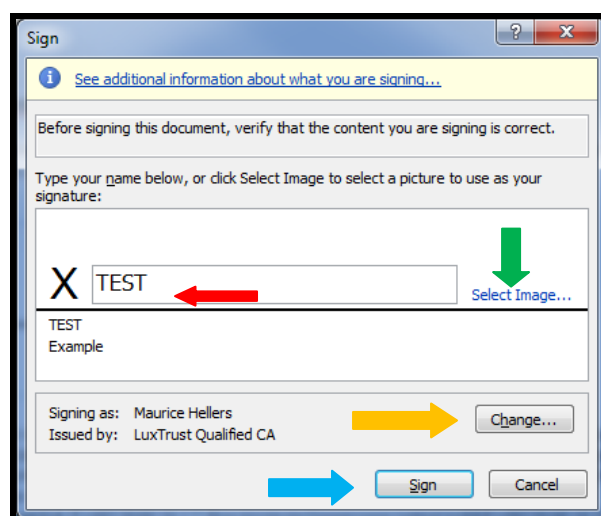 Sign
?
X
i
See additional information about what you are signing...
Before signing this document, verify that the content you are signing is correct.
Type your name below, or click Select Image to select a picture to use as your
signature:
X TEST
Select Image...
TEST
Example
Signing as: Maurice Hellers
Change...
Issued by: LuxTrust Qualified CA
Sign Cancel